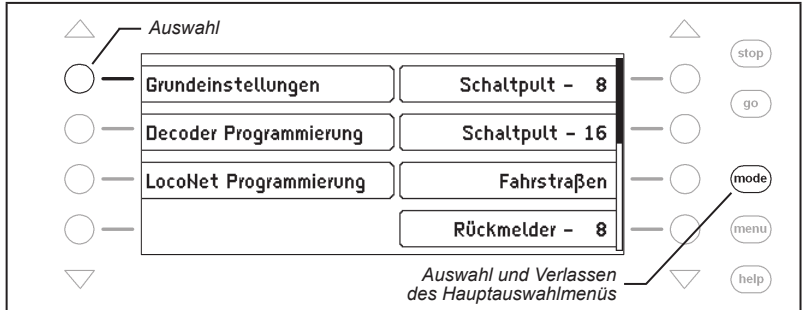 Auswahl
stop
Grundeinstellungen
Schaltpult - 8
go
Decoder Programmierung
Schaltpult - 16
LocoNet Programmierung
Fahrstraßen
mode
Rückmelder - 8
menu
Auswahl und Verlassen
des Hauptauswahlmenüs
help